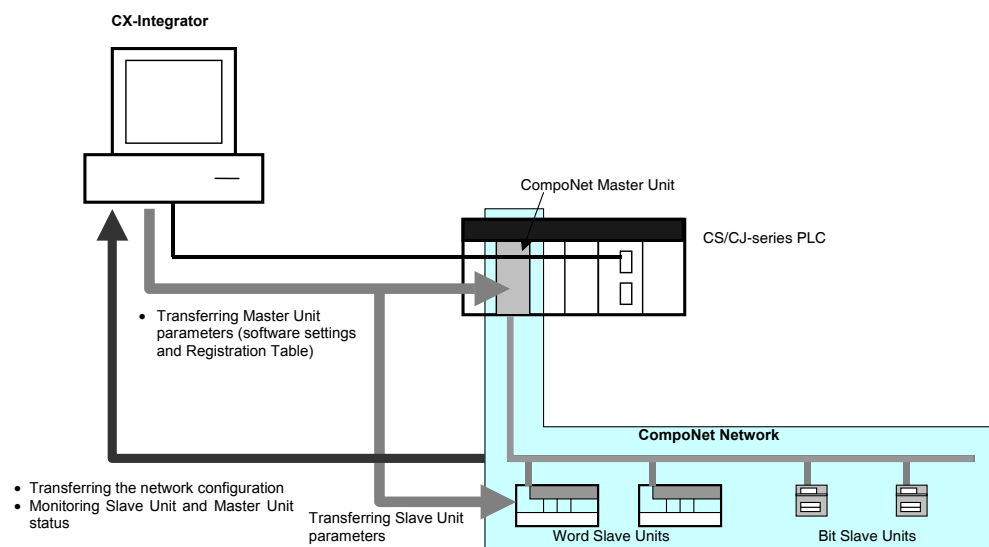 CX-Integrator
CompoNet Master Unit
CS/CJ-series PLC
• Transferring Master Unit
parameters (software settings
and Registration Table)
CompoNet Network
• Transferring the network configuration
• Monitoring Slave Unit and Master Unit
status
Transferring Slave Unit
parameters
Word Slave Units
Bit Slave Units